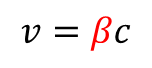 v = βc